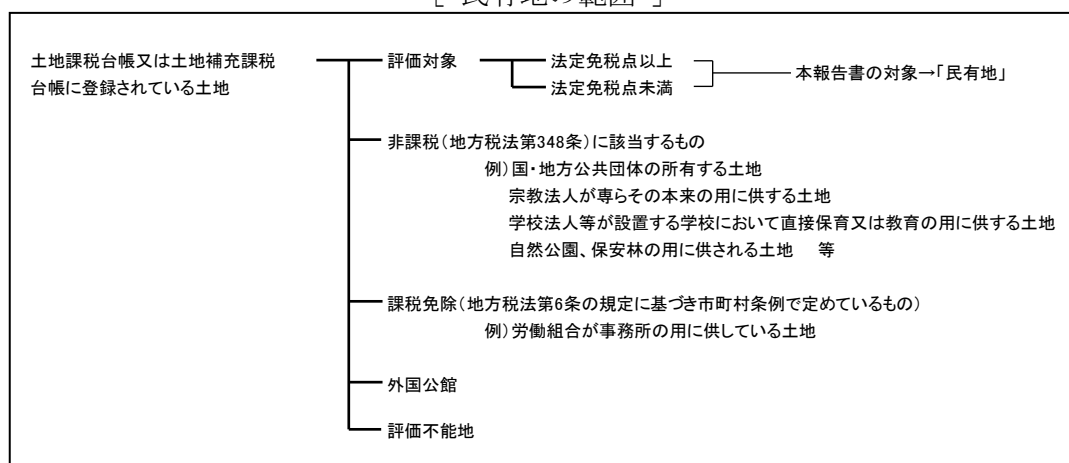 [ 民有地の範囲 ]
土地課税台帳又は土地補充課税
台帳に登録されている土地
評価対象
法定免税点以上
法定免税点未満
本報告書の対象→「民有地」
非課税(地方税法第348条)に該当するもの
例)国・地方公共団体の所有する土地
宗教法人が専らその本来の用に供する土地
学校法人等が設置する学校において直接保育又は教育の用に供する土地
自然公園、保安林の用に供される土地　等
課税免除(地方税法第6条の規定に基づき市町村条例で定めているもの)
例)労働組合が事務所の用に供している土地
外国公館
評価不能地